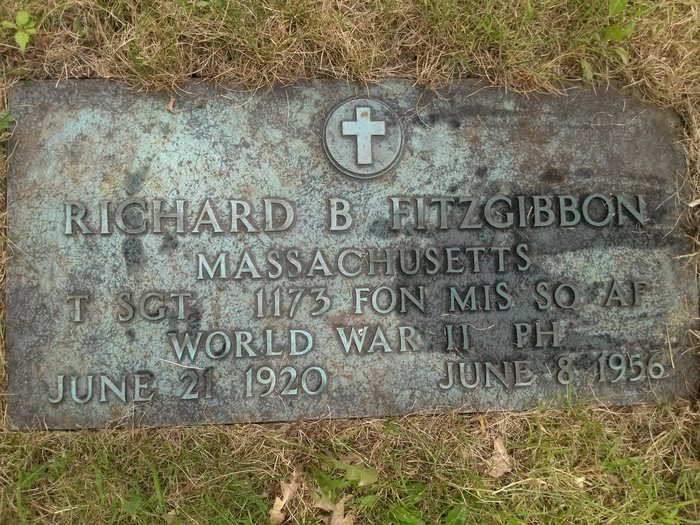 RICHARD B FITZGIBBON
MASSACHUSETTS
T SGT 1173 FON MIS SQ AF
WORLD WAR II PH
JUNE 21 1920 JUNE 8 1956